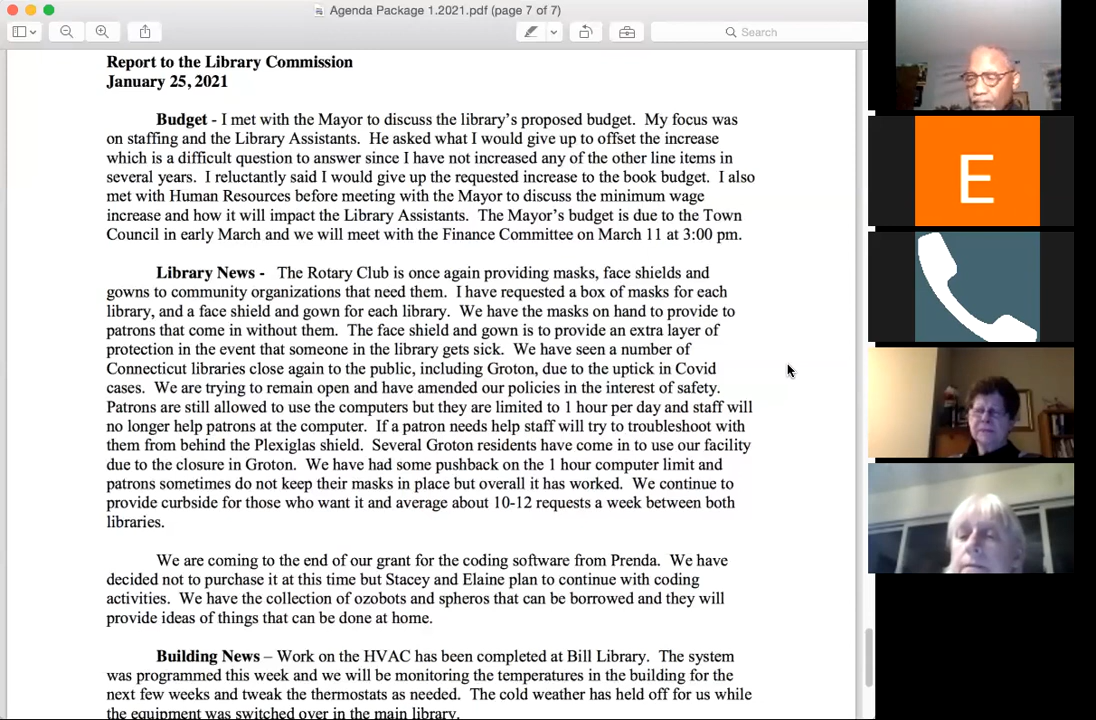 Agenda Package 1.2021.pdf (page 7 of 7)
Search
Report to the Library Commission
January 25, 2021
Budget - I met with the Mayor to discuss the library's proposed budget. My focus was
on staffing and the Library Assistants. He asked what I would give up to offset the increase
which is a difficult question to answer since I have not increased any of the other line items in
several years. I reluctantly said I would give up the requested increase to the book budget. I also
met with Human Resources before meeting with the Mayor to discuss the minimum wage
increase and how it will impact the Library Assistants. The Mayor's budget is due to the Town
Council in early March and we will meet with the Finance Committee on March 11 at 3:00 pm.
Library News - The Rotary Club is once again providing masks, face shields and
gowns to community organizations that need them. I have requested a box of masks for each
library, and a face shield and gown for each library. We have the masks on hand to provide to
patrons that come in without them. The face shield and gown is to provide an extra layer of
protection in the event that someone in the library gets sick. We have seen a number of
Connecticut libraries close again to the public, including Groton, due to the uptick in Covid
cases. We are trying to remain open and have amended our policies in the interest of safety.
Patrons are still allowed to use the computers but they are limited to 1 hour per day and staff will
no longer help patrons at the computer. If a patron needs help staff will try to troubleshoot with
them from behind the Plexiglas shield. Several Groton residents have come in to use our facility
due to the closure in Groton. We have had some pushback on the 1 hour computer limit and
patrons sometimes do not keep their masks in place but overall it has worked. We continue to
provide curbside for those who want it and average about 10-12 requests a week between both
libraries.
We are coming to the end of our grant for the coding software from Prenda. We have
decided not to purchase it at this time but Stacey and Elaine plan to continue with coding
activities. We have the collection of ozobots and spheros that can be borrowed and they will
provide ideas of things that can be done at home.
Building News – Work on the HVAC has been completed at Bill Library. The system
was programmed this week and we will be monitoring the temperatures in the building for the
next few weeks and tweak the thermostats as needed. The cold weather has held off for us while
the equipment was switched over in the main library.
E